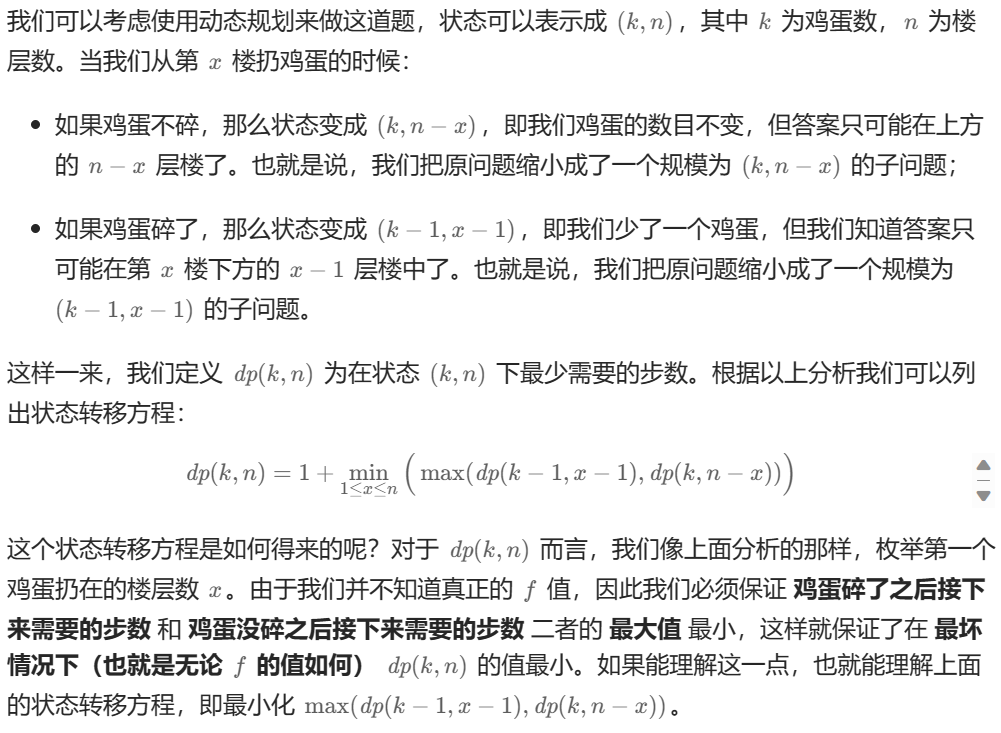 我们可以考虑使用动态规划来做这道题，状态可以表示成 (k, n)，其中 k 为鸡蛋数，n 为楼
层数。当我们从第 x 楼扔鸡蛋的时候：
• 如果鸡蛋不碎，那么状态变成 (k, n − x)，即我们鸡蛋的数目不变，但答案只可能在上方
的 n − x 层楼了。也就是说，我们把原问题缩小成了一个规模为 (k, n − x) 的子问题；
• 如果鸡蛋碎了，那么状态变成 (k − 1, x − 1)，即我们少了一个鸡蛋，但我们知道答案只
可能在第 x 楼下方的 x − 1 层楼中了。也就是说，我们把原问题缩小成了一个规模为
(k − 1, x − 1) 的子问题。
这样一来，我们定义 dp(k, n) 为在状态 (k, n) 下最少需要的步数。根据以上分析我们可以列
出状态转移方程：
dp(k, n) = 1 + min 1≤x≤n (max(dp(k − 1, x − 1), dp(k, n − x)))
这个状态转移方程是如何得来的呢？对于 dp(k, n) 而言，我们像上面分析的那样，枚举第一个
鸡蛋扔在的楼层数 x。由于我们并不知道真正的 f 值，因此我们必须保证 鸡蛋碎了之后接下
来需要的步数 和 鸡蛋没碎之后接下来需要的步数 二者的 最大值 最小，这样就保证了在 最坏
情况下（也就是无论 f 的值如何） dp(k, n) 的值最小。如果能理解这一点，也就能理解上面
的状态转移方程，即最小化 max(dp(k − 1, x − 1), dp(k, n − x))。